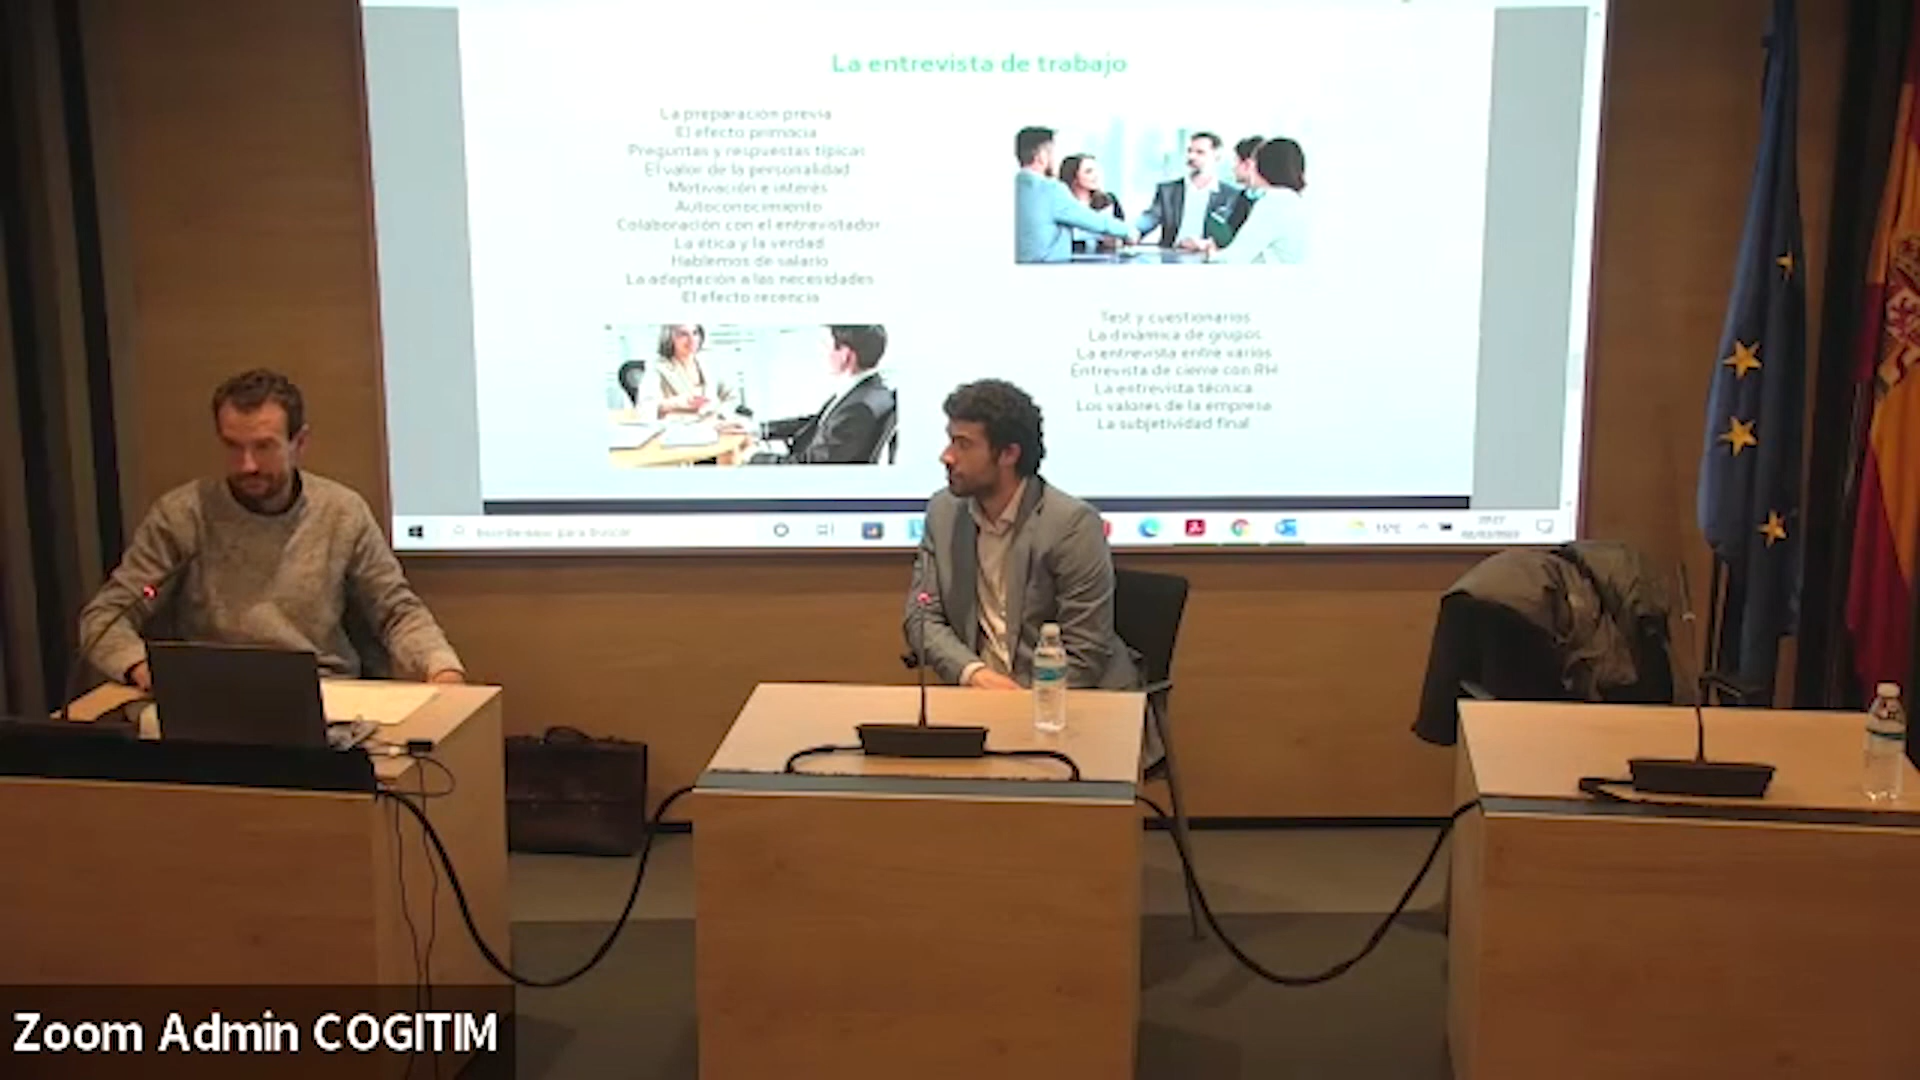 La entrevista de trabajo
La preparación previa
El efecto primacia
Preguntas y respuestas típicas
El valor de la personalidad
Motivación e interés
Autoconocimiento
Colaboración con el entrevistador
La ética y la verdad
Hablemos de salario
La adaptación a las necesidades
El efecto recencia
Test y cuestionarios
La dinámica de grupos
La entrevista entre varios
Entrevista de cierre con RH
La entrevista técnica
Los valores de la empresa
La subjetividad final
15°C
Zoom Admin COGITIM